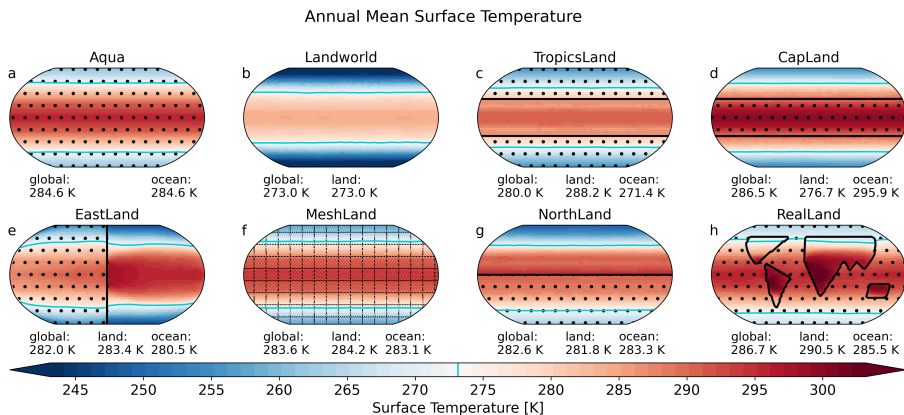 Annual Mean Surface Temperature
Aqua
Landworld
TropicsLand
CapLand
a
b
c
d
global: ocean:
284.6 K 284.6 K
global: land:
273.0 K 273.0 K
global: land: ocean:
280.0 K 288.2 K 271.4 K
global: land: ocean:
286.5 K 276.7 K 295.9 K
EastLand
MeshLand
NorthLand
RealLand
e
f
g
h
global: land: ocean:
282.0 K 283.4 K 280.5 K
global: land: ocean:
283.6 K 284.2 K 283.1 K
global: land: ocean:
282.6 K 281.8 K 283.3 K
global: land: ocean:
286.7 K 290.5 K 285.5 K
245 250 255 260 265 270 275 280 285 290 295 300
Surface Temperature [K]